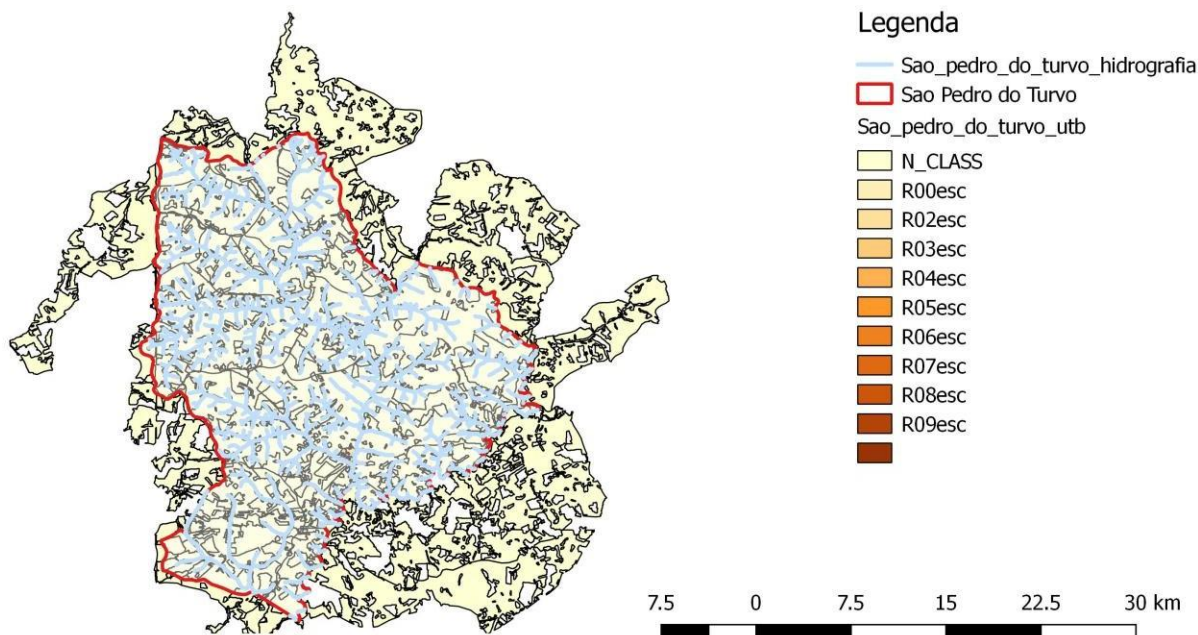 Legenda
Sao_pedro_do_turvo_hidrografia
Sao Pedro do Turvo
Sao_pedro_do_turvo_utb
N_CLASS
R00esc
R02esc
R03esc
R04esc
R05esc
R06esc
R07esc
R08esc
R09esc
7.5 0 7.5 15 22.5 30 km